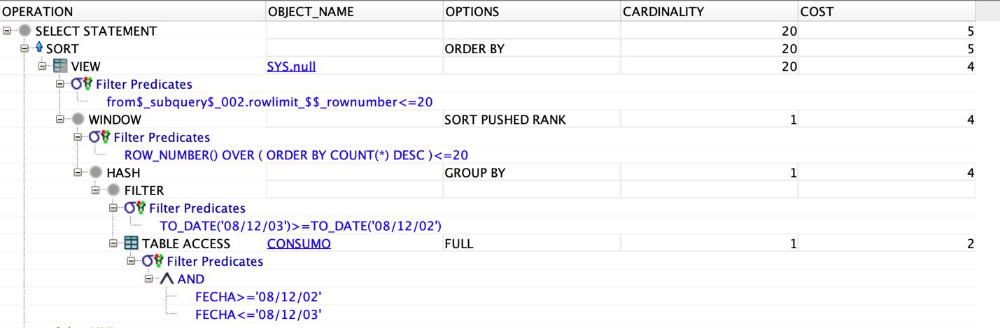 OPERATION OBJECT_NAME OPTIONS CARDINALITY COST
SELECT STATEMENT 20 5
SORT ORDER BY 20 5
VIEW SYS.null 20 4
Filter Predicates
from$_subquery$_002.rowlimit_$$_rownumber<=20
WINDOW SORT PUSHED RANK 1 4
Filter Predicates
ROW_NUMBER() OVER ( ORDER BY COUNT(*) DESC )<=20
HASH GROUP BY 1 4
FILTER
Filter Predicates
TO_DATE('08/12/03')>=TO_DATE('08/12/02')
TABLE ACCESS CONSUMO FULL 1 2
Filter Predicates
AND
FECHA>='08/12/02'
FECHA<='08/12/03'